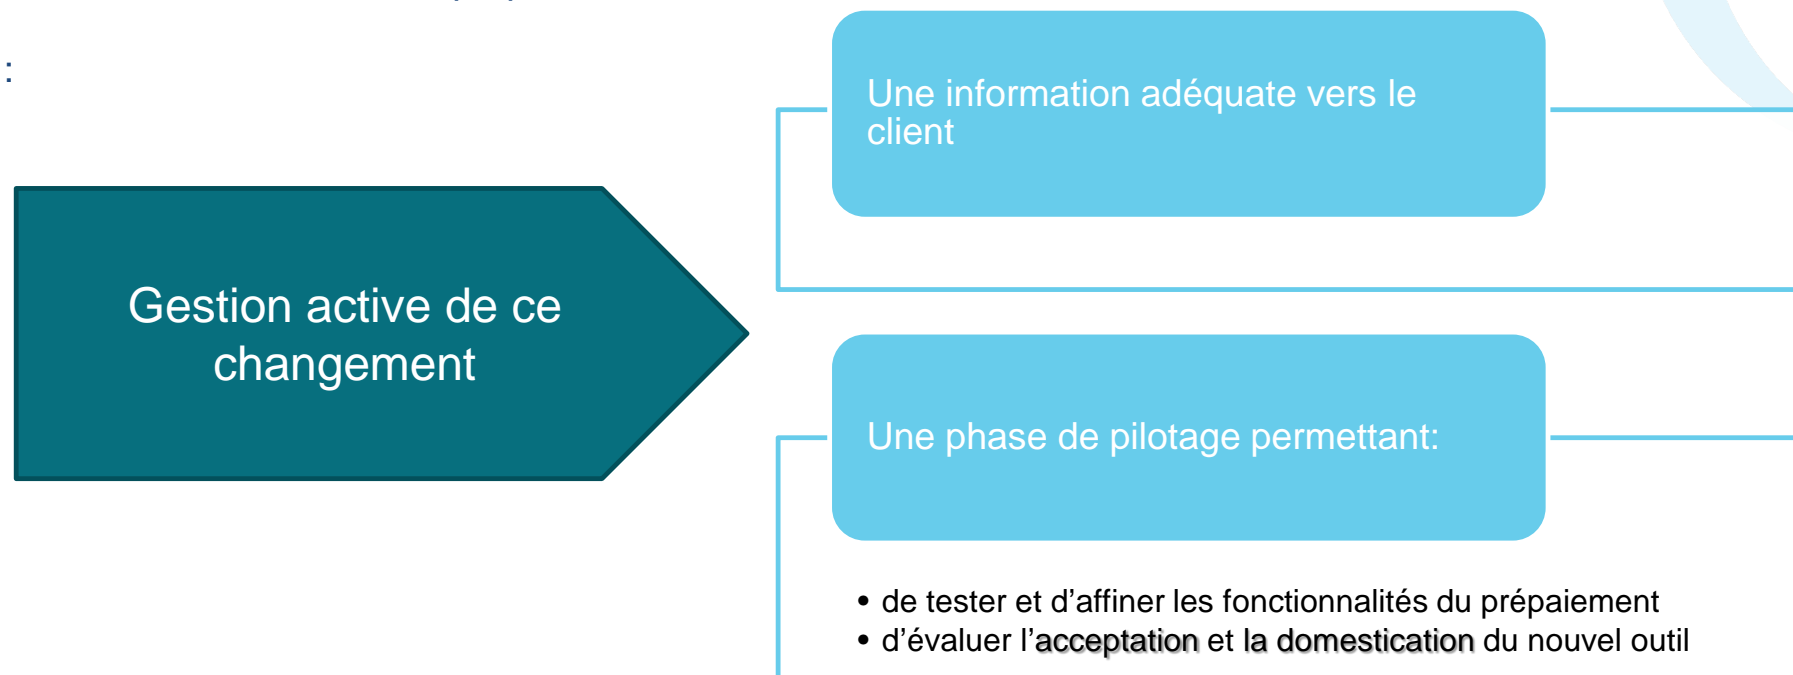 :
Gestion active de ce
changement
Une information adéquate vers le
client
Une phase de pilotage permettant:
• de tester et d’affiner les fonctionnalités du prépaiement
• d’évaluer l’acceptation et la domestication du nouvel outil